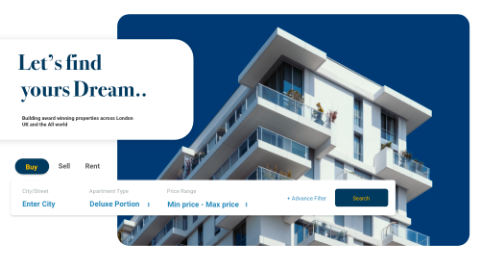 Let's find
yours Dream..
Building award winning properties across London
UK and the All world
Buy
Sell
Rent
City/Street
Apartment Type
Price Range
Enter City
Deluxe Portion
Min price - Max price
+ Advance Filter
Search